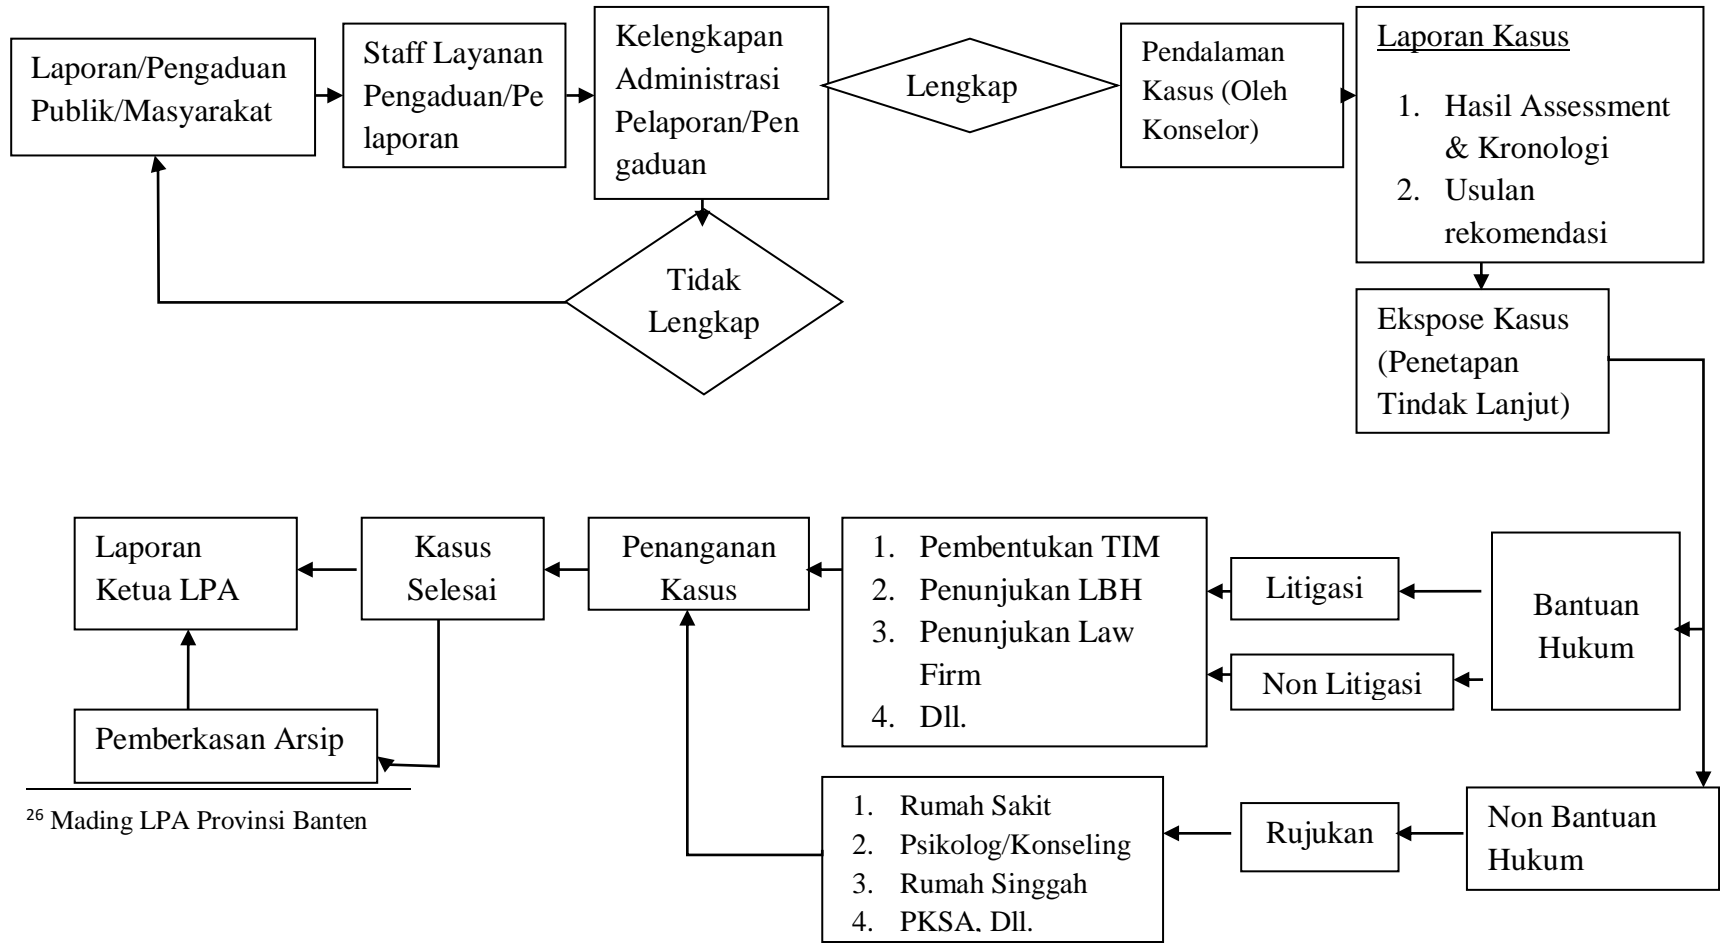 Laporan/Pengaduan
Publik/Masyarakat
Staff Layanan
Pengaduan/Pe
laporan
Kelengkapan
Administrasi
Pelaporan/Pen
gaduan
Lengkap
Pendalaman
Kasus (Oleh
Konselor)
Laporan Kasus
1. Hasil Assessment
& Kronologi
2. Usulan
rekomendasi
Tidak
Lengkap
Ekspose Kasus
(Penetapan
Tindak Lanjut)
Bantuan
Hukum
Litigasi
Non Litigasi
1. Pembentukan TIM
2. Penunjukan LBH
3. Penunjukan Law
Firm
4. Dll.
Penanganan
Kasus
Kasus
Selesai
Laporan
Ketua LPA
Pemberkasan Arsip
Non Bantuan
Hukum
Rujukan
1. Rumah Sakit
2. Psikolog/Konseling
3. Rumah Singgah
4. PKSA, Dll.
26 Mading LPA Provinsi Banten